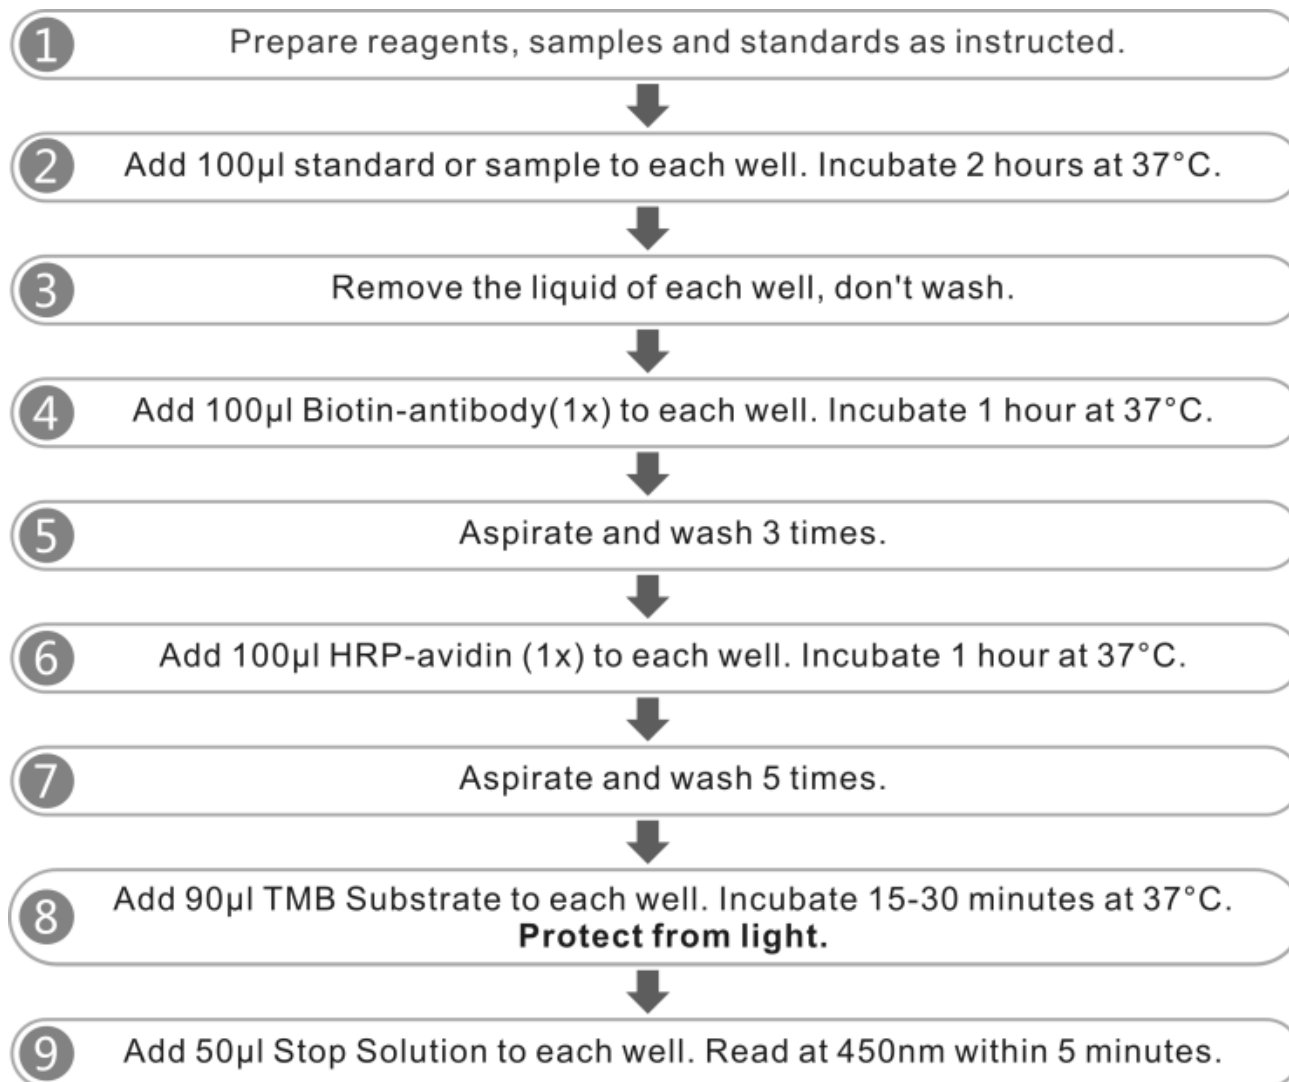 1
Prepare reagents, samples and standards as instructed.
2
Add 100µl standard or sample to each well. Incubate 2 hours at 37°C.
3
Remove the liquid of each well, don't wash.
4
Add 100µl Biotin-antibody(1x) to each well. Incubate 1 hour at 37°C.
5
Aspirate and wash 3 times.
6
Add 100µl HRP-avidin (1x) to each well. Incubate 1 hour at 37°C.
7
Aspirate and wash 5 times.
8
Add 90µl TMB Substrate to each well. Incubate 15-30 minutes at 37°C.
Protect from light.
9
Add 50µl Stop Solution to each well. Read at 450nm within 5 minutes.